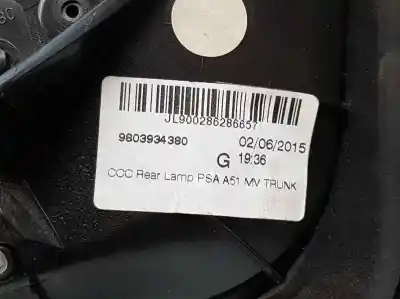 JL900286286657
9803934380
02/06/2015
G 19:36
CCC Rear Lamp PSA A51 MV TRUNK